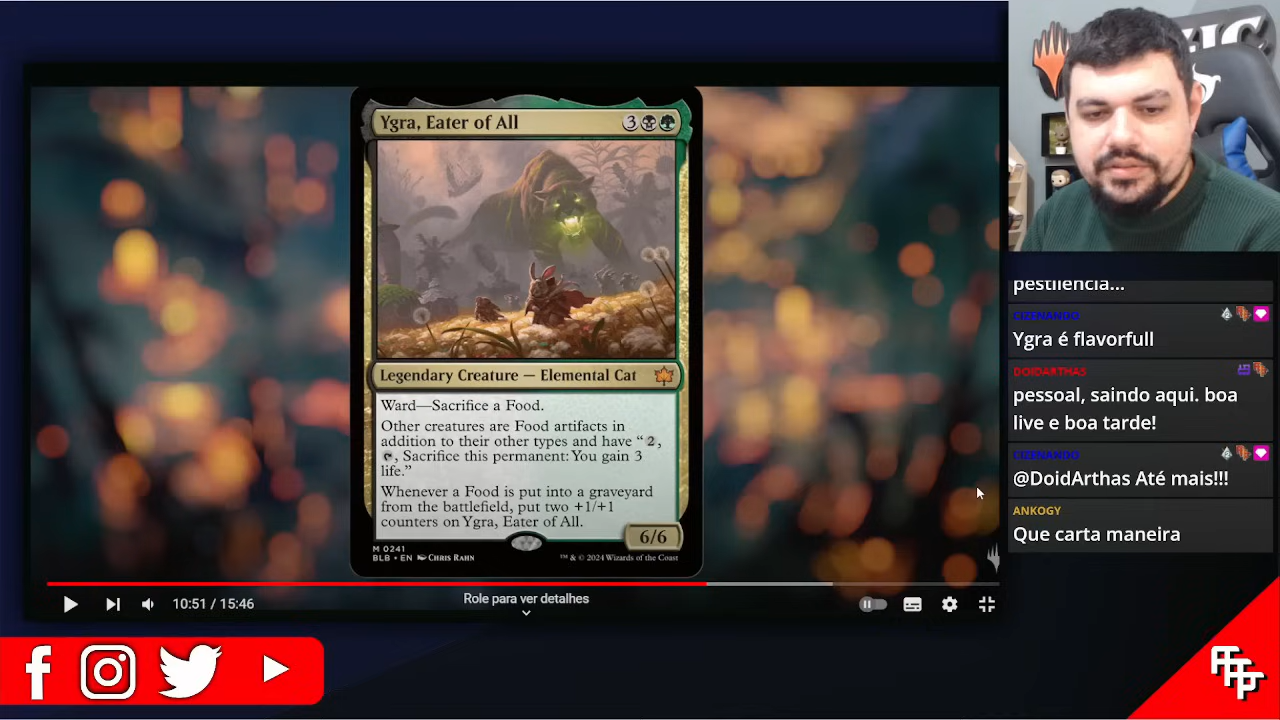 Ygra, Eater of All
3
Legendary Creature — Elemental Cat
Ward—Sacrifice a Food.
Other creatures are Food artifacts in
addition to their other types and have “2,
, Sacrifice this permanent: You gain 3
life.”
Whenever a Food is put into a graveyard
from the battlefield, put two +1/+1
counters on Ygra, Eater of All.
6/6
M 0241
BLB • EN CHRIS RAHN
™ & © 2024 Wizards of the Coast
10:51 / 15:46
Role para ver detalhes
pestilência...
CIZENANDO
Ygra é flavorfull
DOIDARTHAS
pessoal, saindo aqui. boa
live e boa tarde!
CIZENANDO
@DoidArthas Até mais!!!
ANKOGY
Que carta maneira